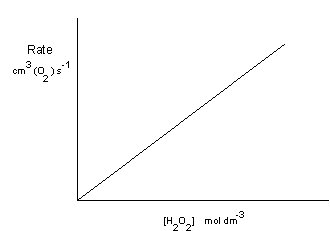 Rate
cm³(O₂)s⁻¹
[H₂O₂] mol dm⁻³